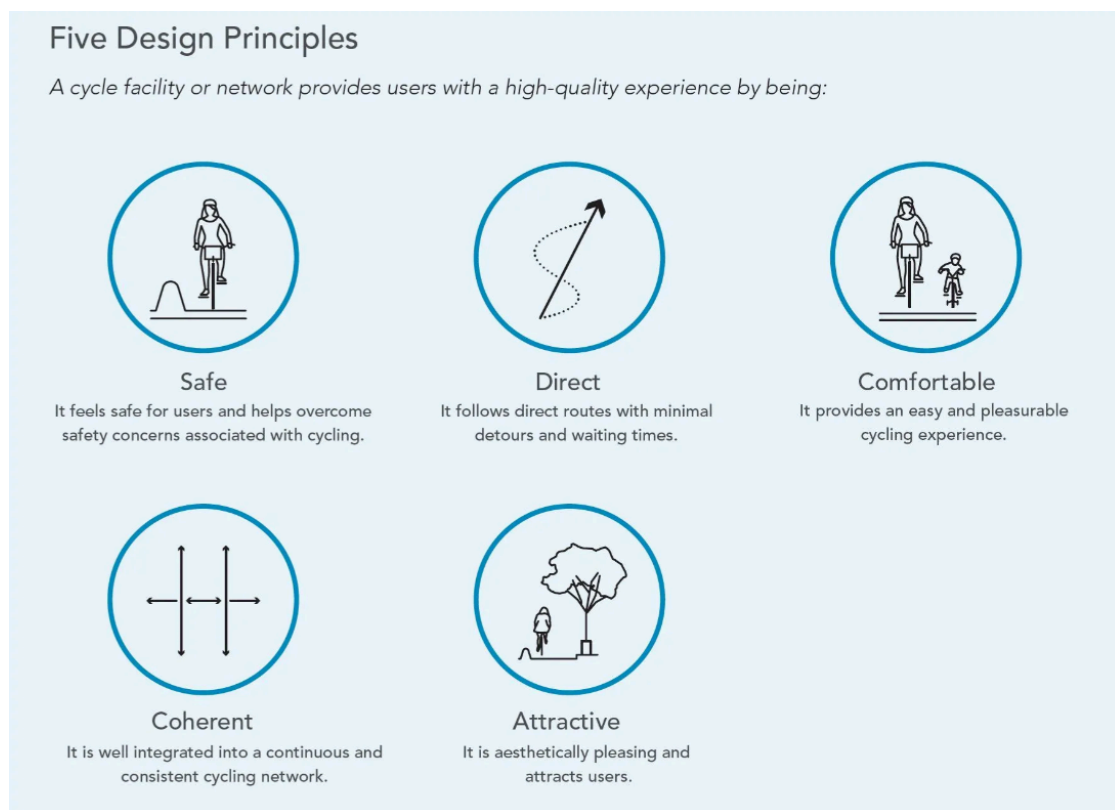 Five Design Principles
A cycle facility or network provides users with a high-quality experience by being:
Safe
It feels safe for users and helps overcome
safety concerns associated with cycling.
Direct
It follows direct routes with minimal
detours and waiting times.
Comfortable
It provides an easy and pleasurable
cycling experience.
Coherent
It is well integrated into a continuous and
consistent cycling network.
Attractive
It is aesthetically pleasing and
attracts users.